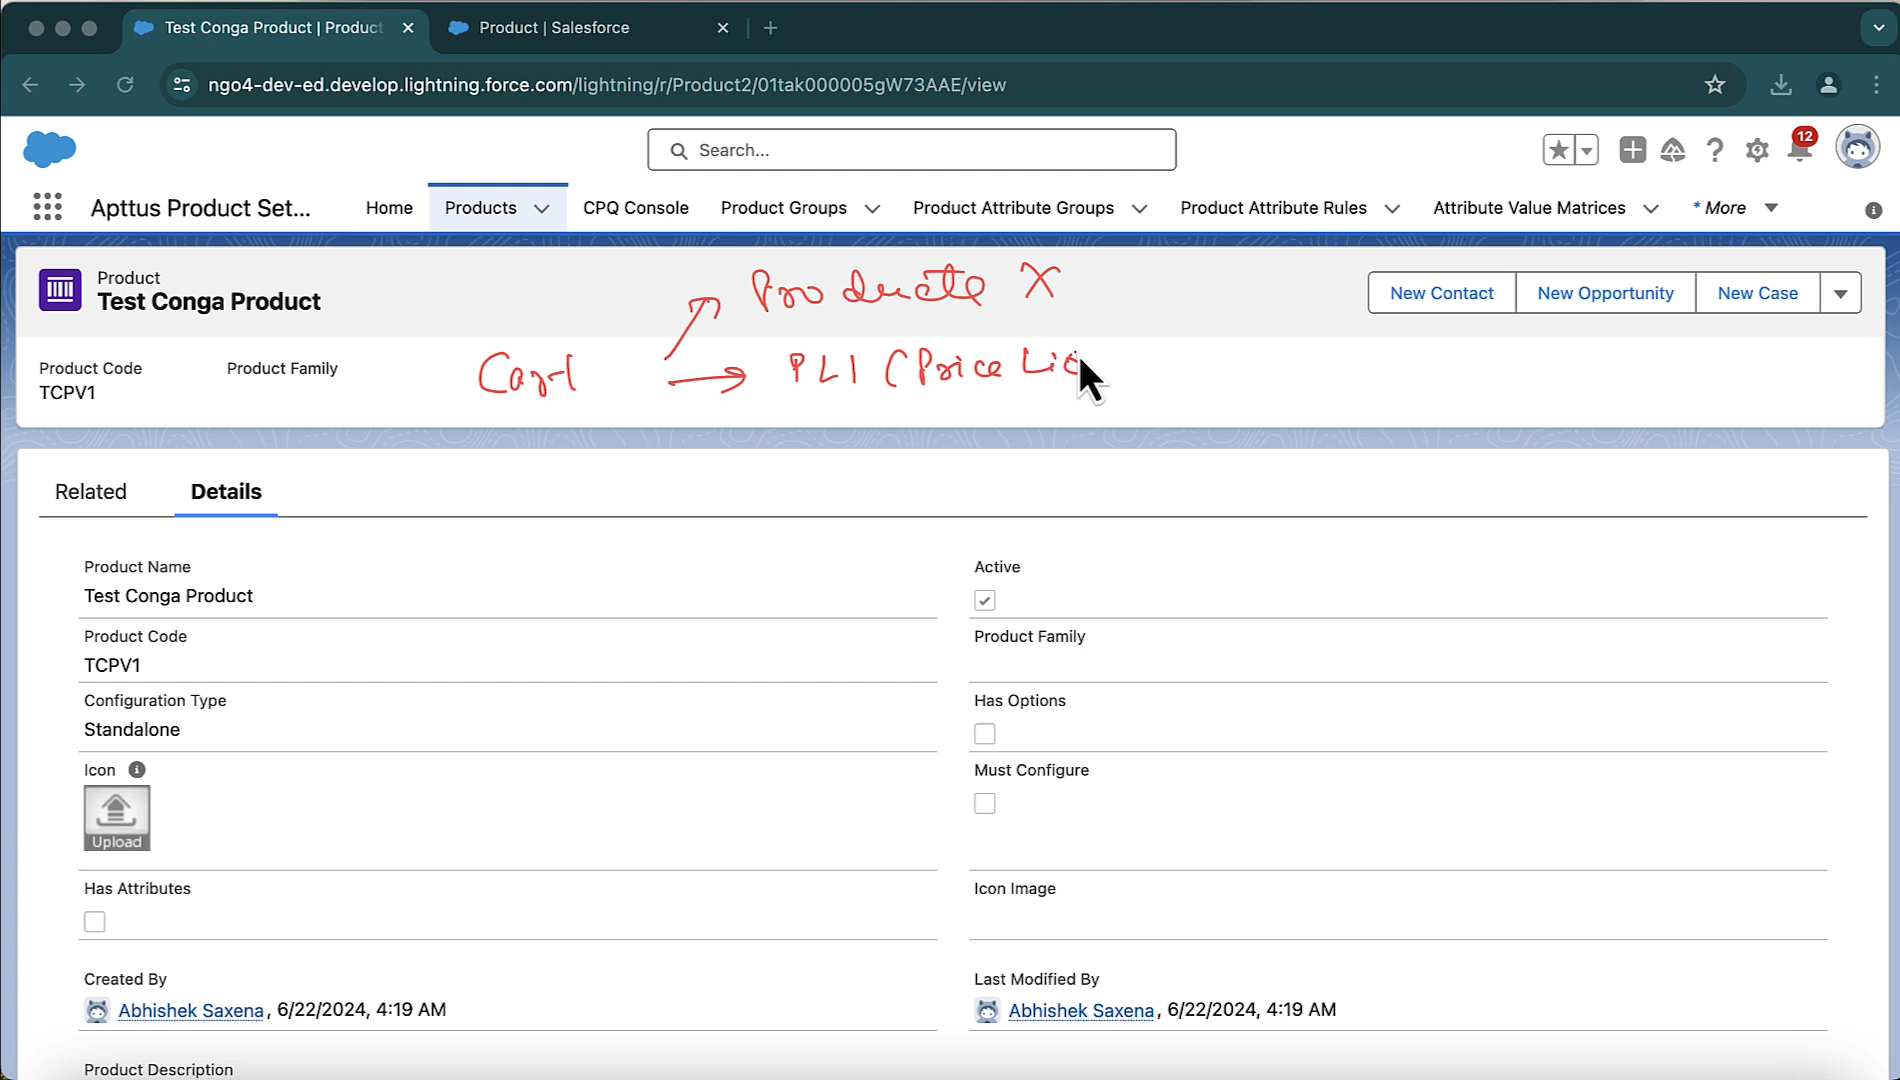 Test Conga Product | Product
Product | Salesforce
ngo4-dev-ed.develop.lightning.force.com/lightning/r/Product2/01tak000005gW73AAE/view
Search...
12
Apttus Product Set...
Home
Products
CPQ Console
Product Groups
Product Attribute Groups
Product Attribute Rules
Attribute Value Matrices
* More
Product
Test Conga Product
Products X
New Contact
New Opportunity
New Case
Product Code
TCPV1
Product Family
Cart
PLI (Price Lis
Related
Details
Product Name
Test Conga Product
Active
Product Code
TCPV1
Product Family
Configuration Type
Standalone
Has Options
Icon
Upload
Must Configure
Has Attributes
Icon Image
Created By
Abhishek Saxena, 6/22/2024, 4:19 AM
Last Modified By
Abhishek Saxena, 6/22/2024, 4:19 AM
Product Description